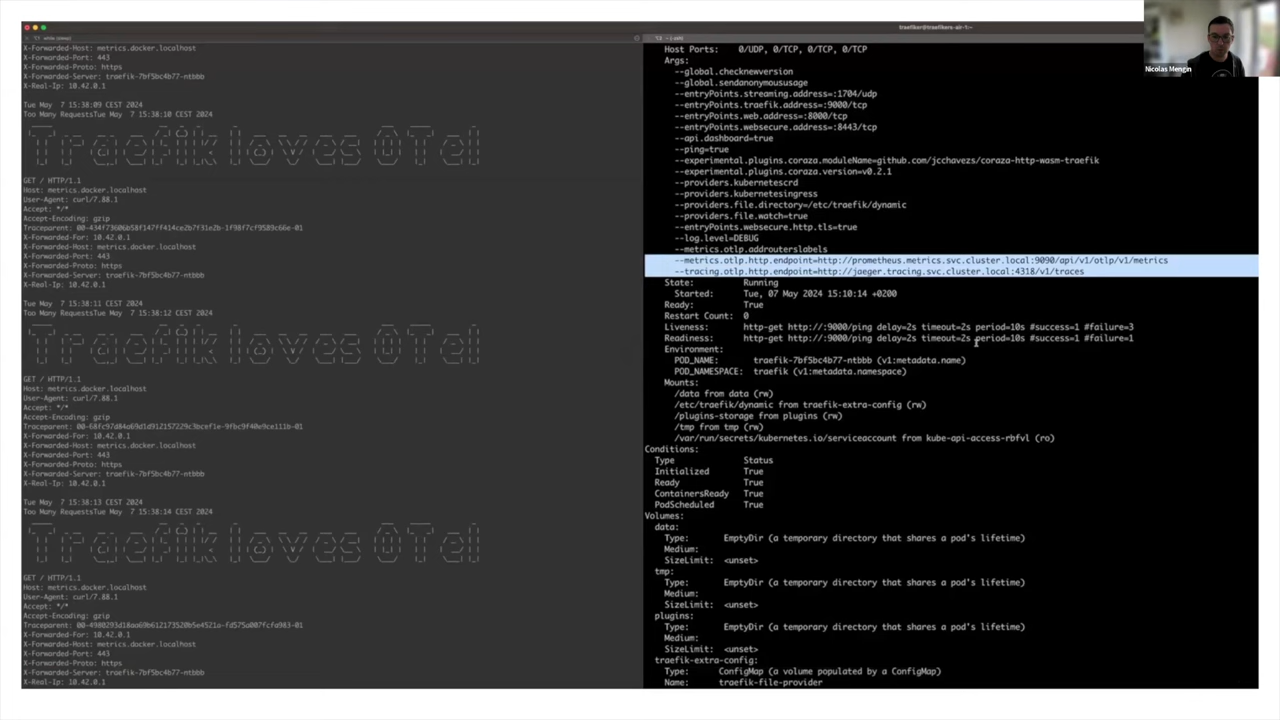 traefiker@traefikers-air-1:~
while (sleep)
X-Forwarded-Host: metrics.docker.localhost
X-Forwarded-Port: 443
X-Forwarded-Proto: https
X-Forwarded-Server: traefik-7bf5bc4b77-ntbbb
X-Real-Ip: 10.42.0.1
Tue May  7 15:38:09 CEST 2024
Too Many RequestsTue May  7 15:38:10 CEST 2024
Traefik loves OTel
GET / HTTP/1.1
Host: metrics.docker.localhost
User-Agent: curl/7.88.1
Accept: */*
Accept-Encoding: gzip
X-Forwarded-For: 10.42.0.1
X-Forwarded-Host: metrics.docker.localhost
X-Forwarded-Port: 443
X-Forwarded-Proto: https
X-Forwarded-Server: traefik-7bf5bc4b77-ntbbb
X-Real-Ip: 10.42.0.1
Tue May  7 15:38:11 CEST 2024
Too Many RequestsTue May  7 15:38:12 CEST 2024
Traefik loves OTel
GET / HTTP/1.1
Host: metrics.docker.localhost
User-Agent: curl/7.88.1
Accept: */*
Accept-Encoding: gzip
X-Forwarded-For: 10.42.0.1
X-Forwarded-Host: metrics.docker.localhost
X-Forwarded-Port: 443
X-Forwarded-Proto: https
X-Forwarded-Server: traefik-7bf5bc4b77-ntbbb
X-Real-Ip: 10.42.0.1
Tue May  7 15:38:13 CEST 2024
Too Many RequestsTue May  7 15:38:14 CEST 2024
Traefik loves OTel
GET / HTTP/1.1
Host: metrics.docker.localhost
User-Agent: curl/7.88.1
Accept: */*
Accept-Encoding: gzip
X-Forwarded-For: 10.42.0.1
X-Forwarded-Host: metrics.docker.localhost
X-Forwarded-Port: 443
X-Forwarded-Proto: https
X-Forwarded-Server: traefik-7bf5bc4b77-ntbbb
X-Real-Ip: 10.42.0.1
Host Ports:  0/UDP, 0/TCP, 0/TCP, 0/TCP
Args:
--global.checknewversion
--global.sendanonymoususage
--entryPoints.streaming.address=:1704/udp
--entryPoints.traefik.address=:9000/tcp
--entryPoints.web.address=:8000/tcp
--entryPoints.websecure.address=:8443/tcp
--api.dashboard=true
--ping=true
--experimental.plugins.coraza.moduleName=github.com/jcchavezs/coraza-http-wasm-traefik
--experimental.plugins.coraza.version=v0.2.1
--providers.kubernetescrd
--providers.kubernetesingress
--providers.file.directory=/etc/traefik/dynamic
--providers.file.watch=true
--entryPoints.websecure.http.tls=true
--log.level=DEBUG
--metrics.otlp.addrouterslabels
--metrics.otlp.http.endpoint=http://prometheus.metrics.svc.cluster.local:9090/api/v1/otlp/v1/metrics
--tracing.otlp.http.endpoint=http://jaeger.tracing.svc.cluster.local:4318/v1/traces
State:  Running
Started:  Tue, 07 May 2024 15:10:14 +0200
Ready:  True
Restart Count:  0
Liveness:  http-get http://:9000/ping delay=2s timeout=2s period=10s #success=1 #failure=3
Readiness:  http-get http://:9000/ping delay=2s timeout=2s period=10s #success=1 #failure=1
Environment:
POD_NAME:  traefik-7bf5bc4b77-ntbbb (v1:metadata.name)
POD_NAMESPACE:  traefik (v1:metadata.namespace)
Mounts:
/data from data (rw)
/etc/traefik/dynamic from traefik-extra-config (rw)
/plugins-storage from plugins (rw)
/tmp from tmp (rw)
/var/run/secrets/kubernetes.io/serviceaccount from kube-api-access-rbfvl (ro)
Conditions:
Type  Status
Initialized  True
Ready  True
ContainersReady  True
PodScheduled  True
Volumes:
data:
Type:  EmptyDir (a temporary directory that shares a pod's lifetime)
Medium:
SizeLimit:  <unset>
tmp:
Type:  EmptyDir (a temporary directory that shares a pod's lifetime)
Medium:
SizeLimit:  <unset>
plugins:
Type:  EmptyDir (a temporary directory that shares a pod's lifetime)
Medium:
SizeLimit:  <unset>
traefik-extra-config:
Type:  ConfigMap (a volume populated by a ConfigMap)
Name:  traefik-file-provider
Nicolas Mengin